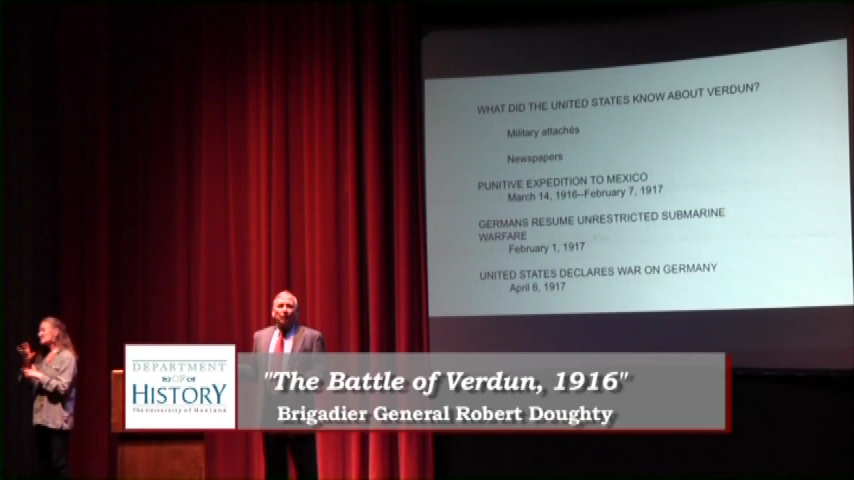 WHAT DID THE UNITED STATES KNOW ABOUT VERDUN?
Military attachés
Newspapers
PUNITIVE EXPEDITION TO MEXICO
March 14, 1916–February 7, 1917
GERMANS RESUME UNRESTRICTED SUBMARINE
WARFARE
February 1, 1917
UNITED STATES DECLARES WAR ON GERMANY
April 6, 1917
DEPARTMENT
OF
HISTORY
The University of Montana
"The Battle of Verdun, 1916"
Brigadier General Robert Doughty